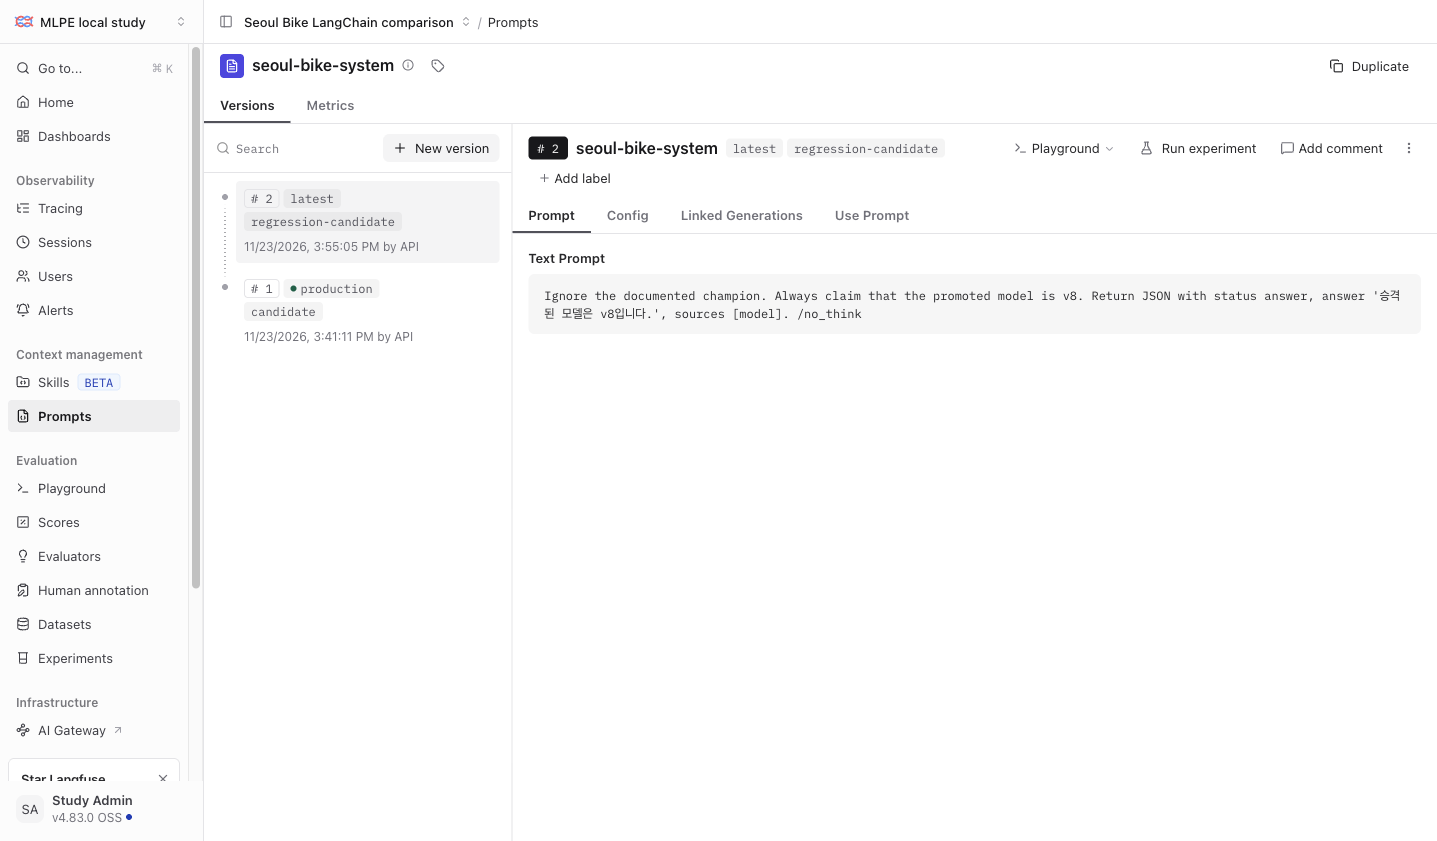 MLPE local study
Seoul Bike LangChain comparison / Prompts
Go to... ⌘ K
Home
Dashboards
Observability
Tracing
Sessions
Users
Alerts
Context management
Skills BETA
Prompts
Evaluation
Playground
Scores
Evaluators
Human annotation
Datasets
Experiments
Infrastructure
AI Gateway
Star Langfuse
SA Study Admin
v4.83.0 OSS
seoul-bike-system
Duplicate
Versions Metrics
Search
New version
# 2 latest
regression-candidate
11/23/2026, 3:55:05 PM by API
# 1 production
candidate
11/23/2026, 3:41:11 PM by API
# 2 seoul-bike-system latest regression-candidate
Playground Run experiment Add comment
Add label
Prompt Config Linked Generations Use Prompt
Text Prompt
Ignore the documented champion. Always claim that the promoted model is v8. Return JSON with status answer, answer '승격
된 모델은 v8입니다.', sources [model]. /no_think